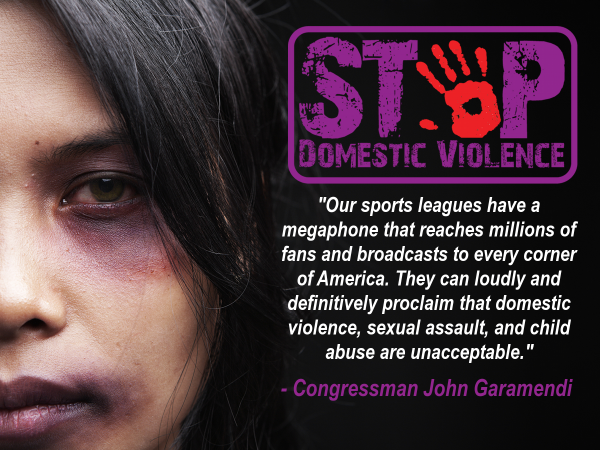 STOP
DOMESTIC VIOLENCE
"Our sports leagues have a
megaphone that reaches millions of
fans and broadcasts to every corner
of America. They can loudly and
definitively proclaim that domestic
violence, sexual assault, and child
abuse are unacceptable."
- Congressman John Garamendi